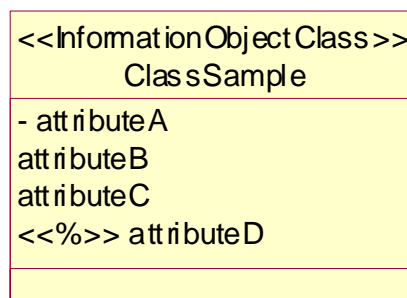 <<InformationObjectClass>>
ClassSample
- attributeA
attributeB
attributeC
<<%>> attributeD